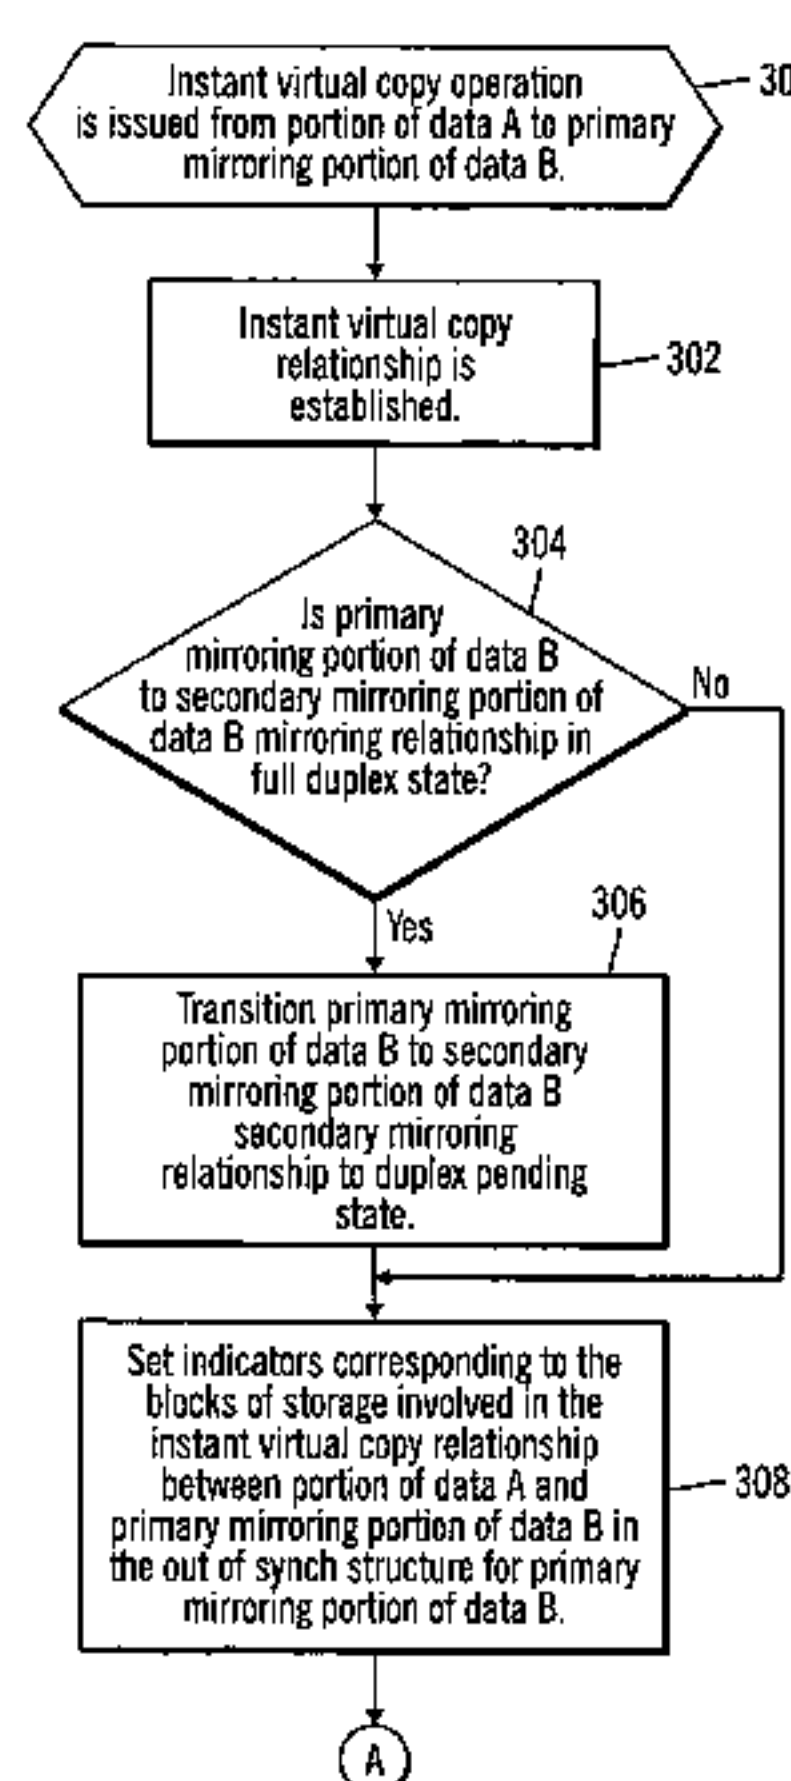 Instant virtual copy operation
is issued from portion of data A to primary
mirroring portion of data B.
30
Instant virtual copy
relationship is
established.
302
304
Is primary
mirroring portion of data B
to secondary mirroring portion of
data B mirroring relationship in
full duplex state?
No
Yes
306
Transition primary mirroring
portion of data B to secondary
mirroring portion of data B
secondary mirroring
relationship to duplex pending
state.
Set indicators corresponding to the
blocks of storage involved in the
instant virtual copy relationship
between portion of data A and
primary mirroring portion of data B in
the out of synch structure for primary
mirroring portion of data B.
308
A